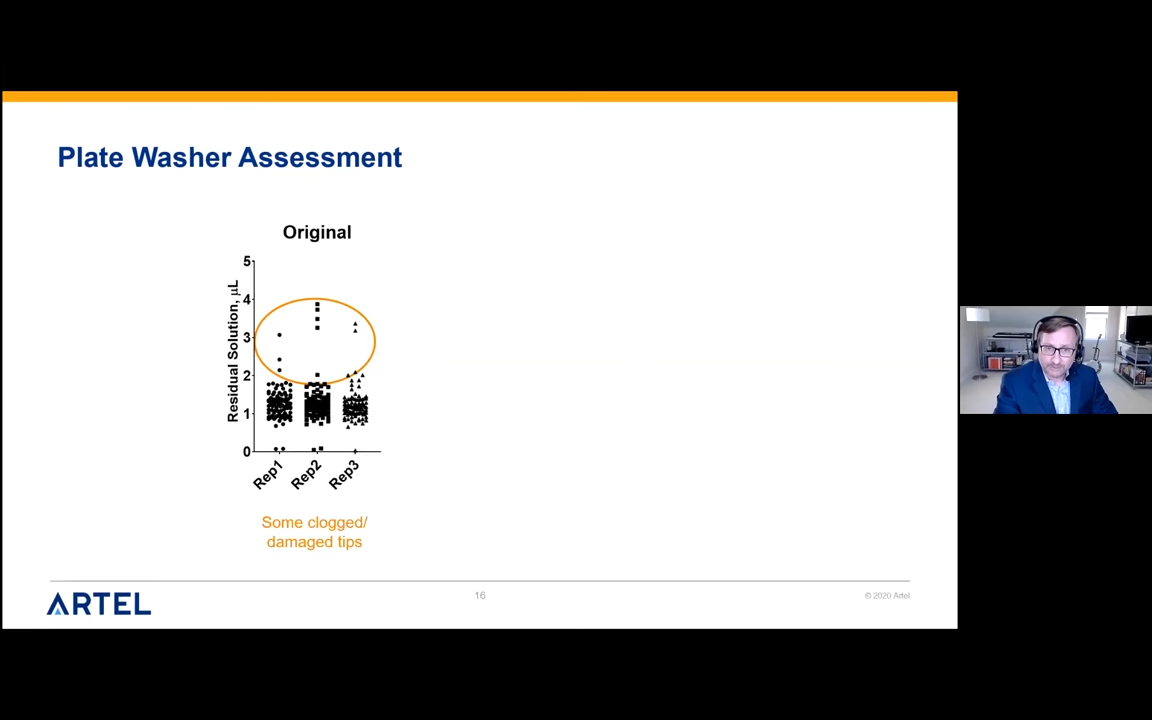 Plate Washer Assessment
Original
Residual Solution, µL
5
4
3
2
1
0
Rep1
Rep2
Rep3
Some clogged/
damaged tips
ARTEL
16
© 2020 Artel